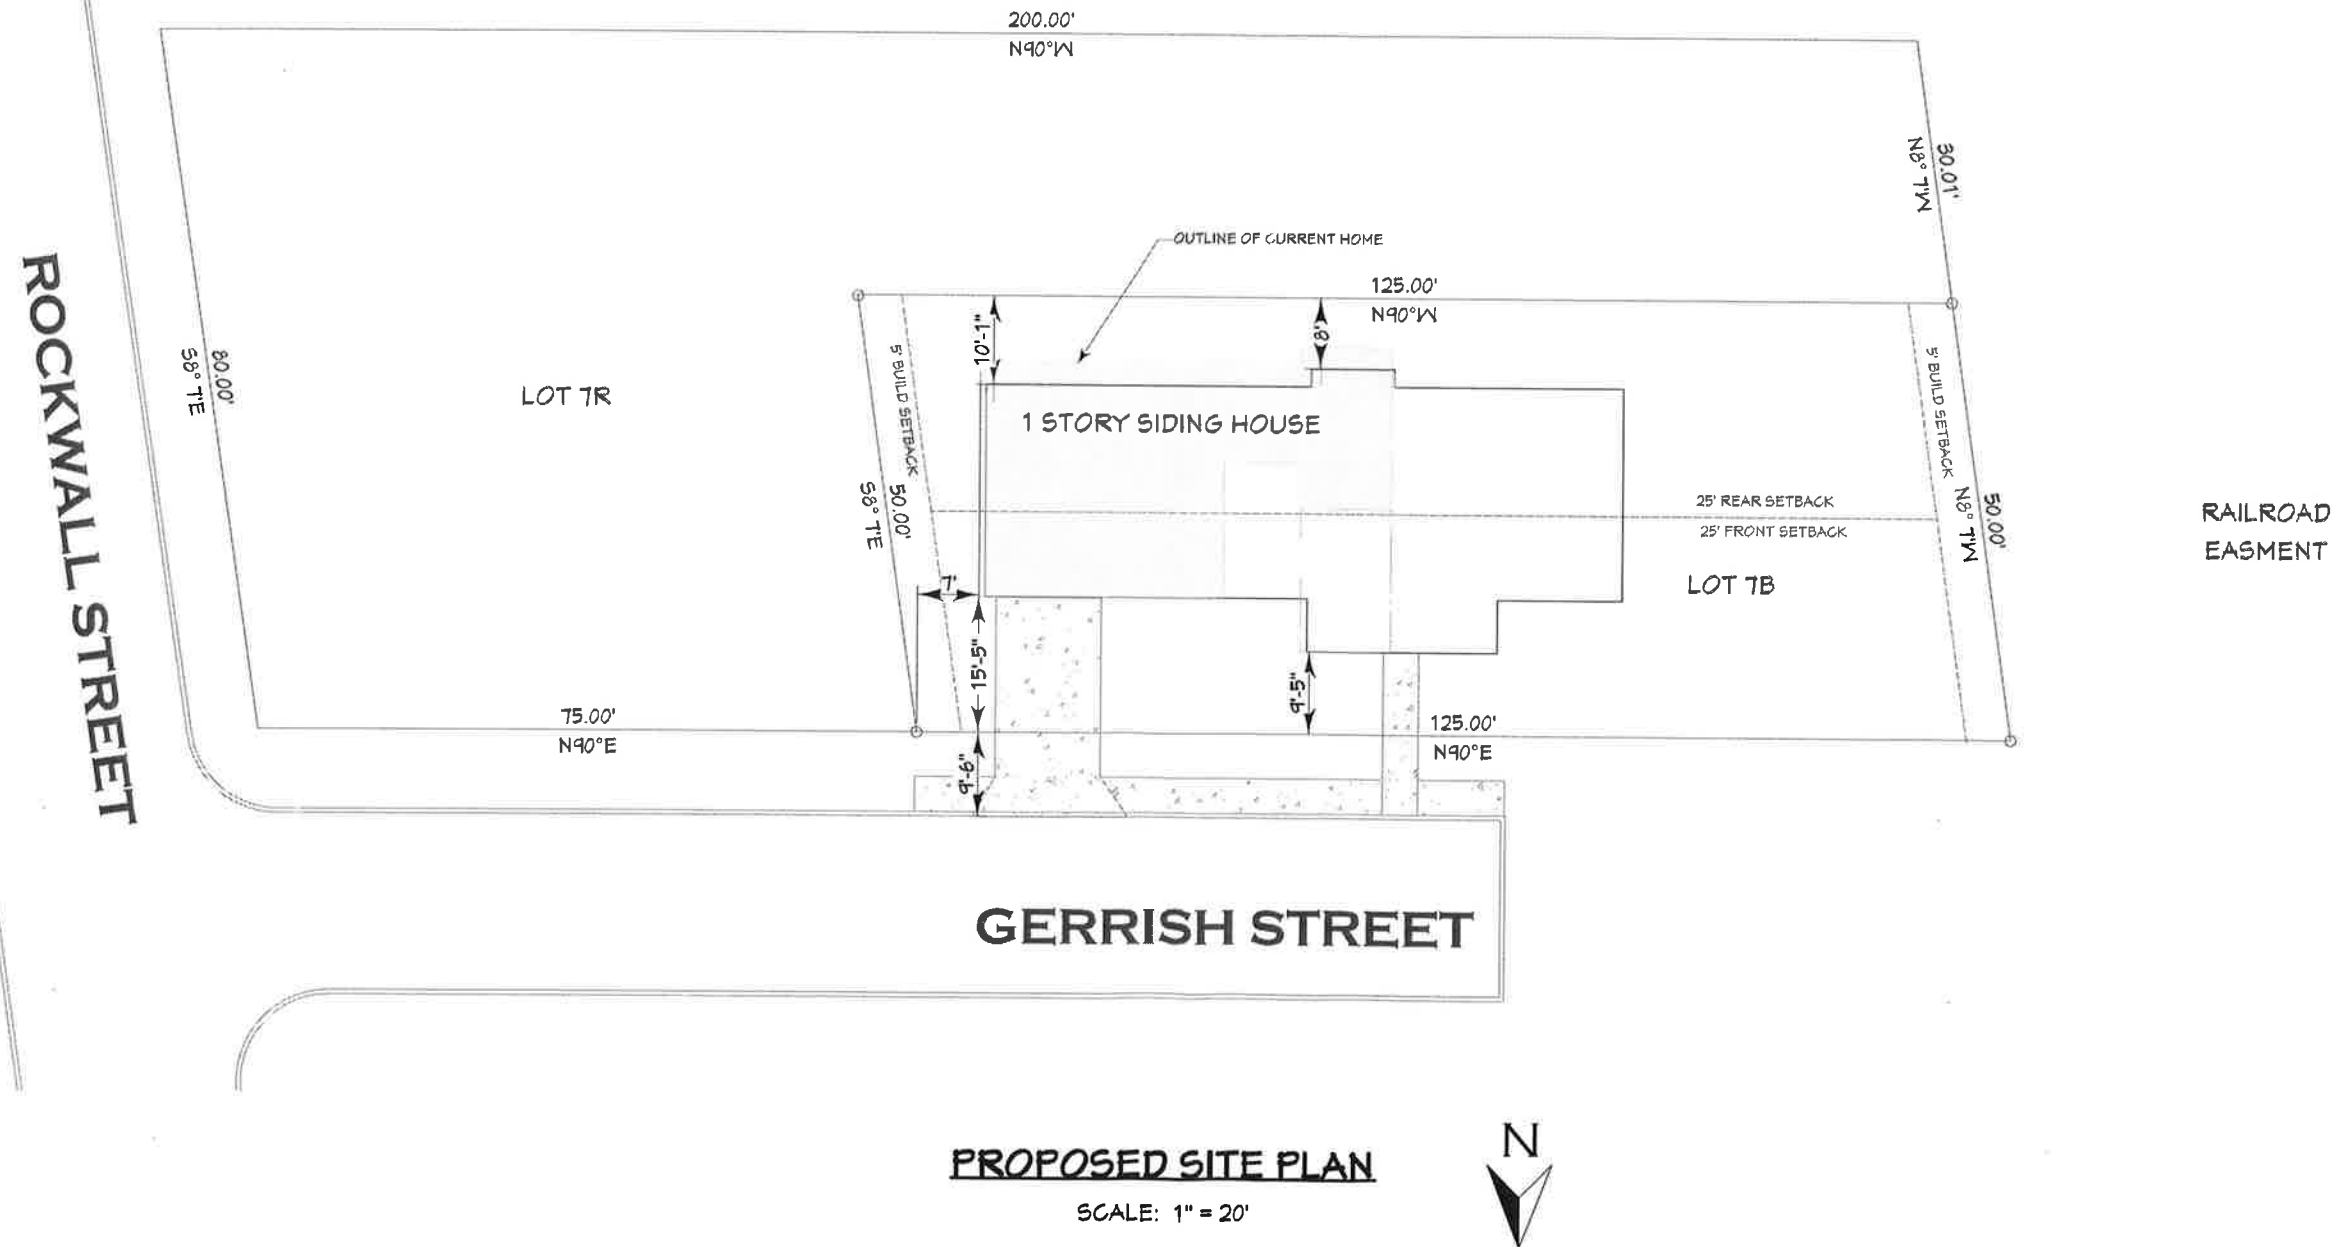 200.00'
N90°W
30.01'
N8° 7'W
OUTLINE OF CURRENT HOME
125.00'
N90°W
10'-1"
8'
5' BUILD SETBACK
5' BUILD SETBACK
ROCKWALL STREET
80.00'
S8° 7'E
LOT 7R
1 STORY SIDING HOUSE
50.00'
S8° 7'E
25' REAR SETBACK
25' FRONT SETBACK
50.00'
N8° 7'W
RAILROAD
EASMENT
LOT 7B
7'
15'-5"
9'-5"
75.00'
N90°E
125.00'
N90°E
9'-6"
GERRISH STREET
PROPOSED SITE PLAN
SCALE: 1" = 20'
N